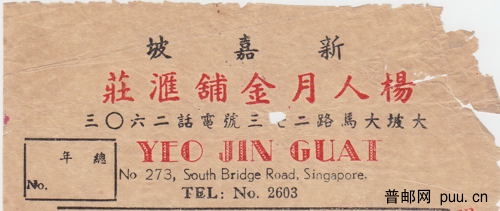 新嘉坡
楊人月金舖滙莊
大坡大馬路二七三號電話二六〇三
YEO JIN GUAT
No 273, South Bridge Road, Singapore.
TEL: No. 2603
總年
No.
普邮网 puu.cn